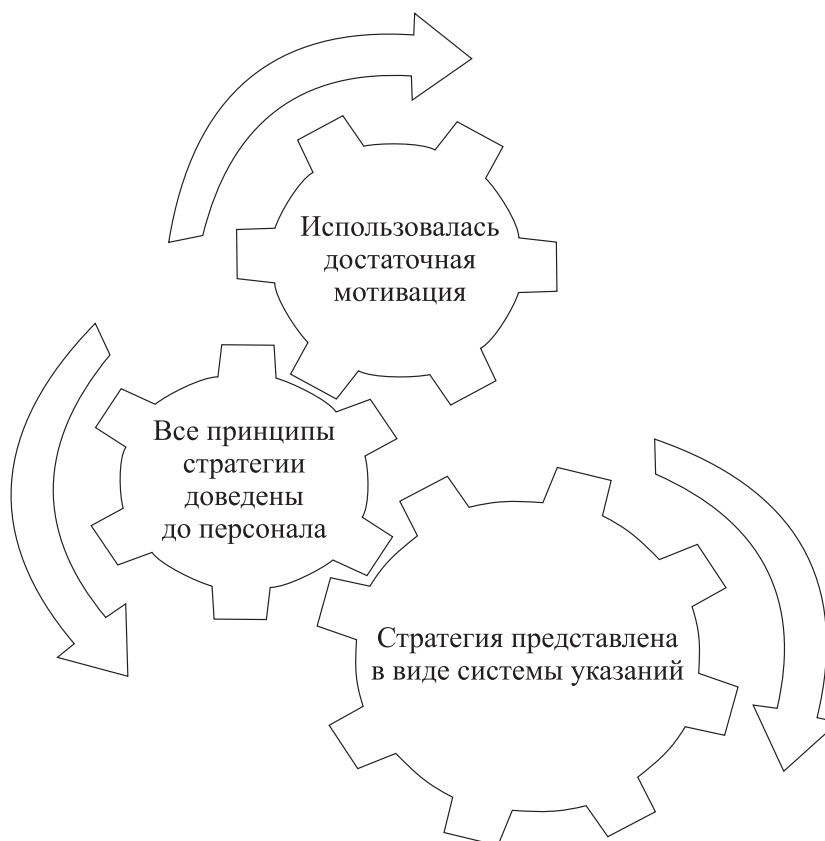 Использовалась
достаточная
мотивация
Все принципы
стратегии
доведены
до персонала
Стратегия представлена
в виде системы указаний